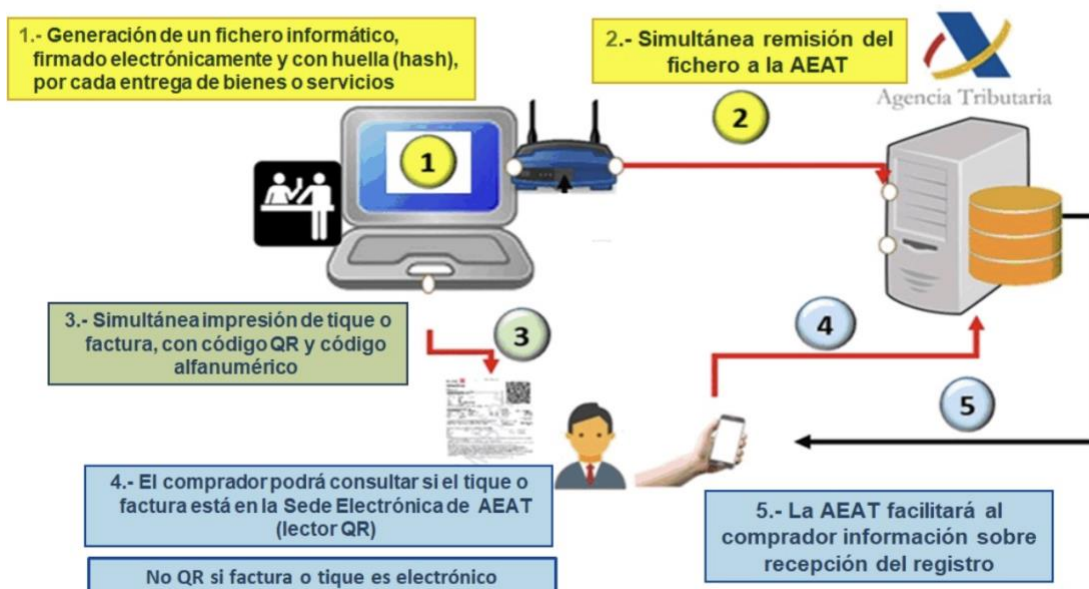 1.- Generación de un fichero informático,
firmado electrónicamente y con huella (hash),
por cada entrega de bienes o servicios
2.- Simultánea remisión del
fichero a la AEAT
Agencia Tributaria
1
2
3.- Simultánea impresión de tique o
factura, con código QR y código
alfanumérico
3
4
5
4.- El comprador podrá consultar si el tique o
factura está en la Sede Electrónica de AEAT
(lector QR)
No QR si factura o tique es electrónico
5.- La AEAT facilitará al
comprador información sobre
recepción del registro